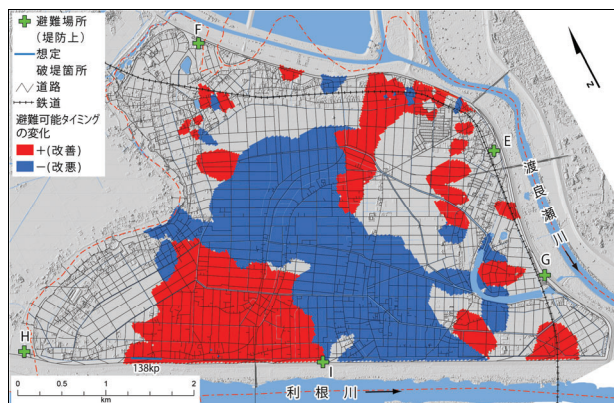 避難場所
(堤防上)
想定
破堤箇所
道路
鉄道
避難可能タイミング
の変化
+(改善)
−(改悪)
F
N
E
渡良瀬川
G
H
I
138kp
0 0.5 1 2
km
利根川